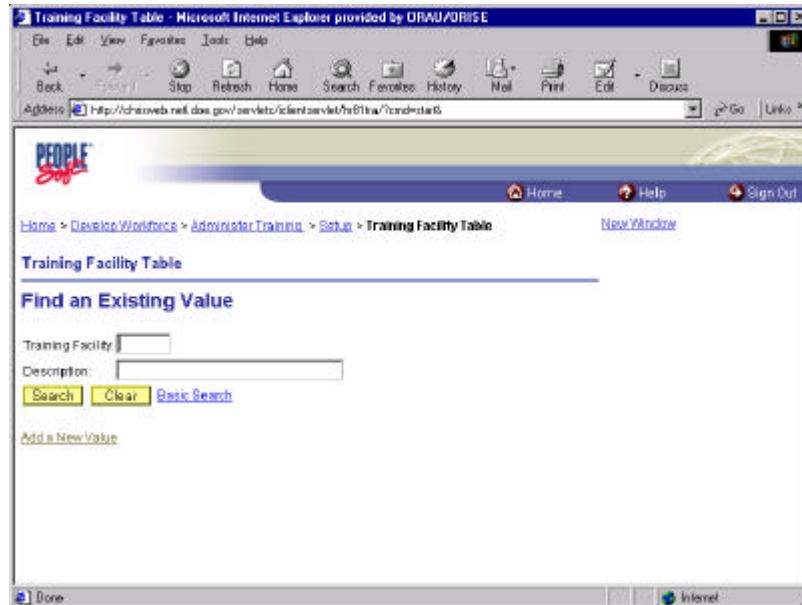 Training Facility Table - Microsoft Internet Explorer provided by ORAU/ORISE
File Edit View Favorites Tools Help
Back Forward Stop Refresh Home Search Favorites History Mail Print Edit Discuss
Address Go Links
PEOPLE
Soft
Home Help Sign Out
Home > Develop Workforce > Administer Training > Setup > Training Facility Table New Window
Training Facility Table
Find an Existing Value
Training Facility:
Description:
Search Clear Basic Search
Add a New Value
Done Internet